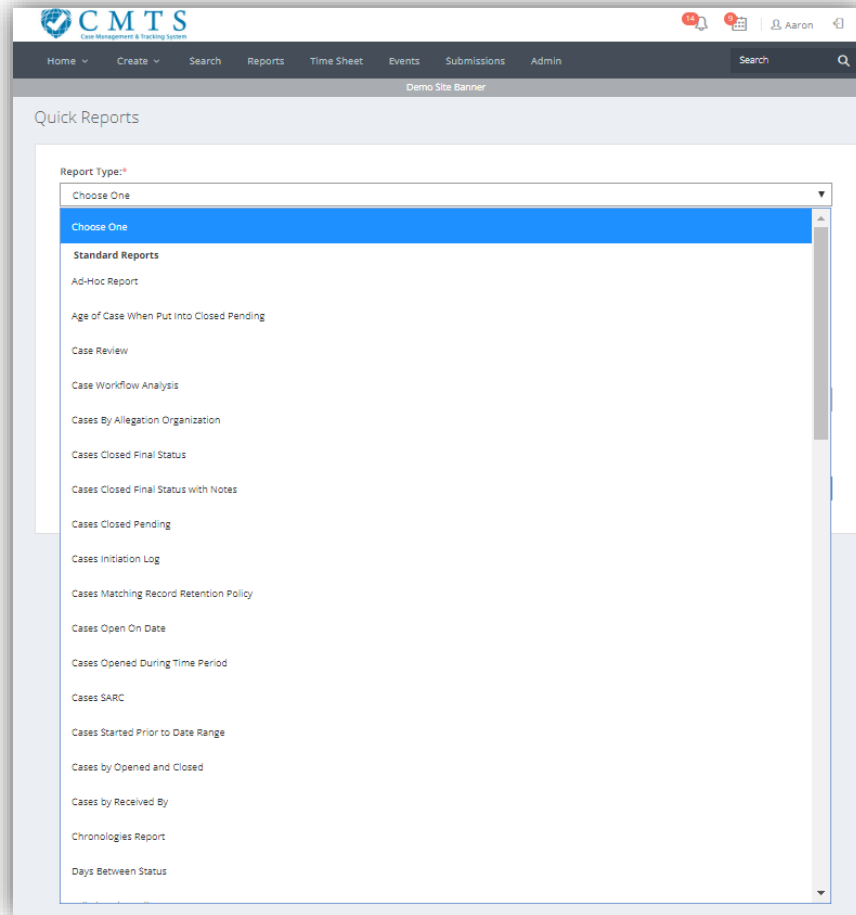 CMTS
Case Management & Tracking System
14
9
Aaron
Home
Create
Search
Reports
Time Sheet
Events
Submissions
Admin
Search
Demo Site Banner
Quick Reports
Report Type:*
Choose One
Choose One
Standard Reports
Ad-Hoc Report
Age of Case When Put Into Closed Pending
Case Review
Case Workflow Analysis
Cases By Allegation Organization
Cases Closed Final Status
Cases Closed Final Status with Notes
Cases Closed Pending
Cases Initiation Log
Cases Matching Record Retention Policy
Cases Open On Date
Cases Opened During Time Period
Cases SARC
Cases Started Prior to Date Range
Cases by Opened and Closed
Cases by Received By
Chronologies Report
Days Between Status